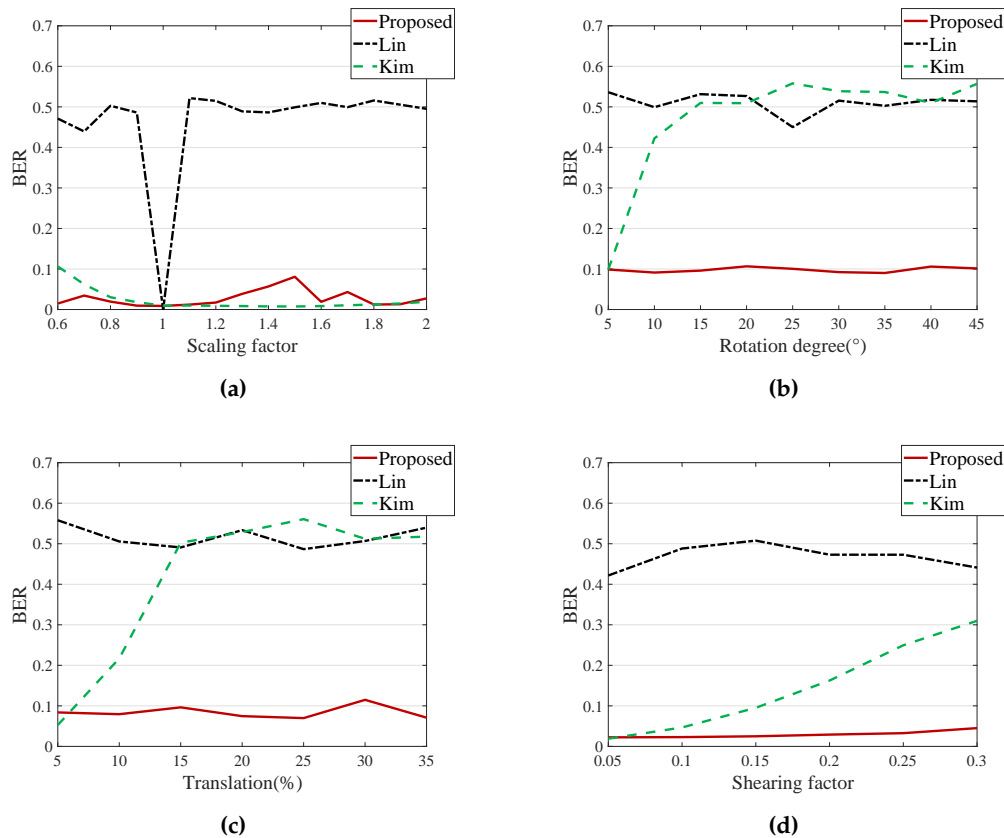 0.7
0.6
0.5
0.4
0.3
0.2
0.1
0
BER
0.6 0.8 1 1.2 1.4 1.6 1.8 2
Scaling factor
Proposed
Lin
Kim
(a)
0.7
0.6
0.5
0.4
0.3
0.2
0.1
0
BER
5 10 15 20 25 30 35 40 45
Rotation degree(°)
Proposed
Lin
Kim
(b)
0.7
0.6
0.5
0.4
0.3
0.2
0.1
0
BER
5 10 15 20 25 30 35
Translation(%)
Proposed
Lin
Kim
(c)
0.7
0.6
0.5
0.4
0.3
0.2
0.1
0
BER
0.05 0.1 0.15 0.2 0.25 0.3
Shearing factor
Proposed
Lin
Kim
(d)